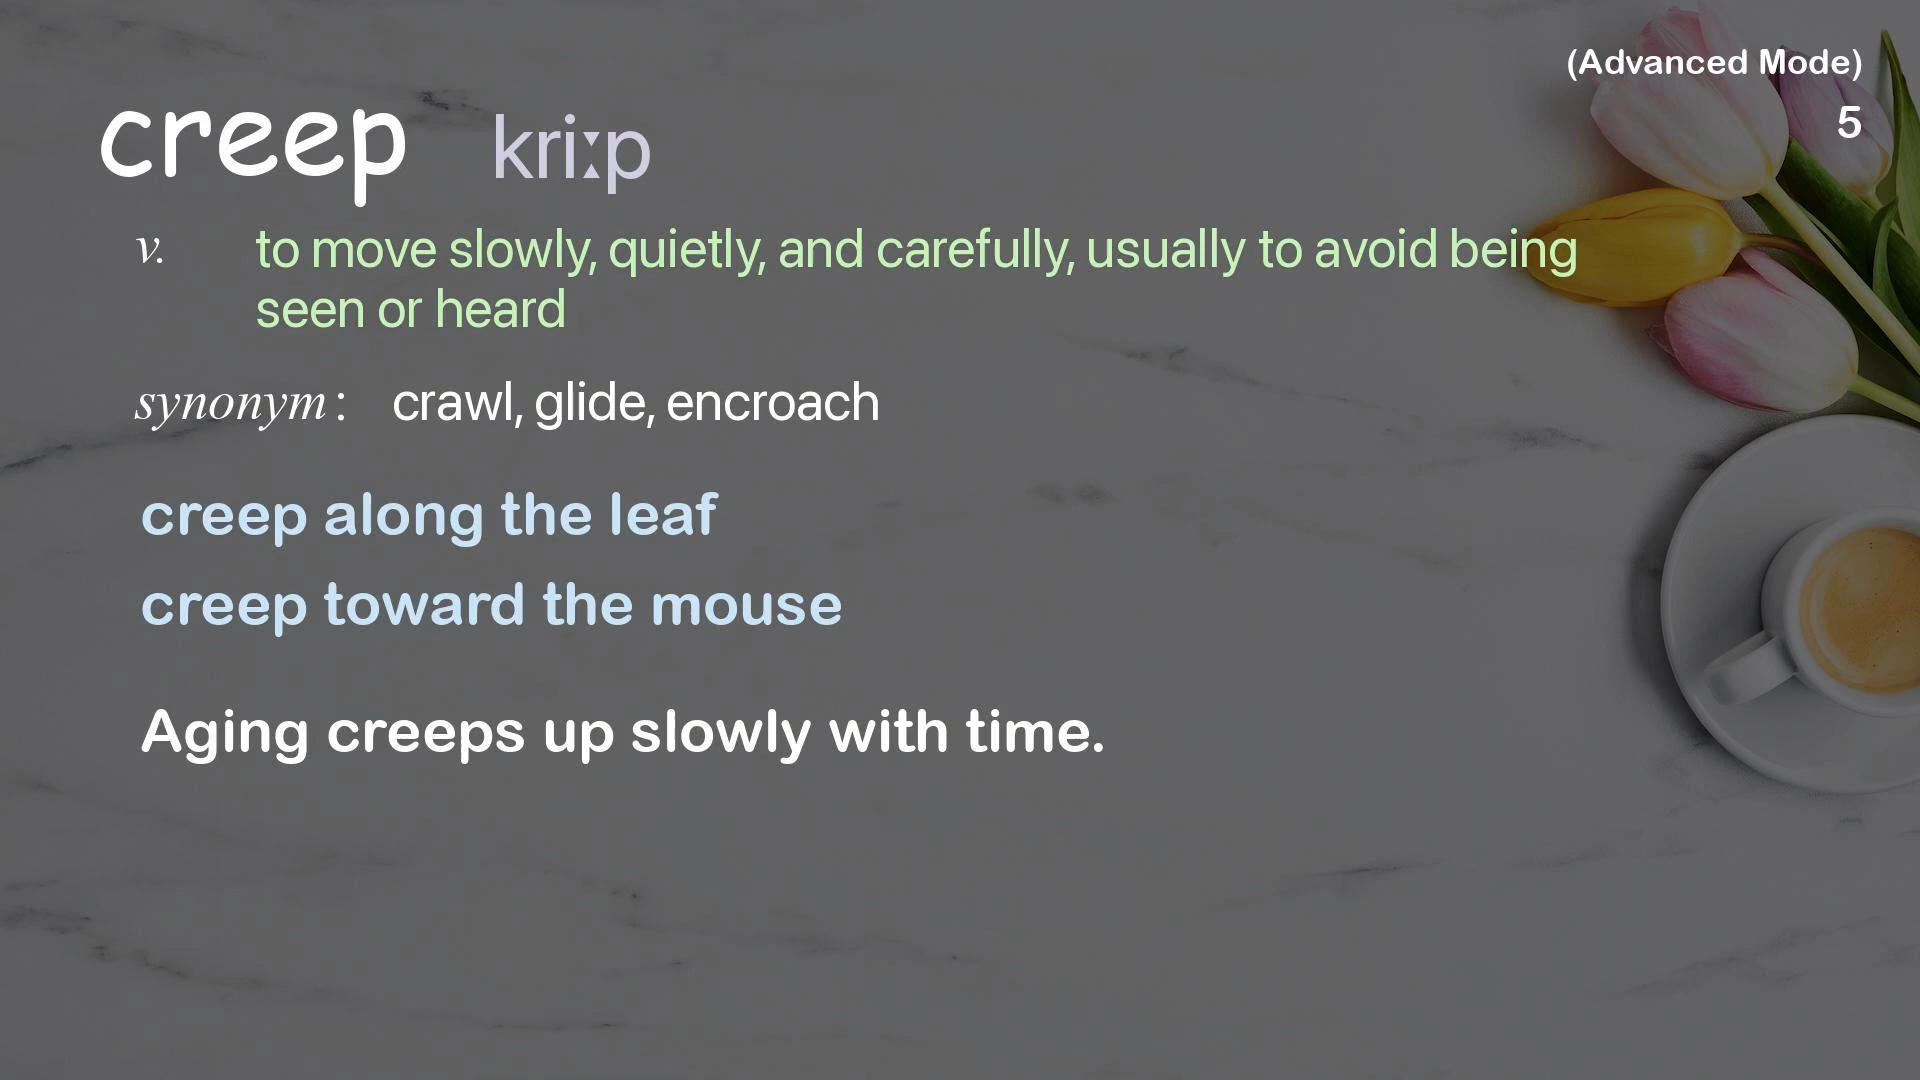 (Advanced Mode)
5
creep kriːp
v. to move slowly, quietly, and carefully, usually to avoid being
seen or heard
synonym : crawl, glide, encroach
creep along the leaf
creep toward the mouse
Aging creeps up slowly with time.